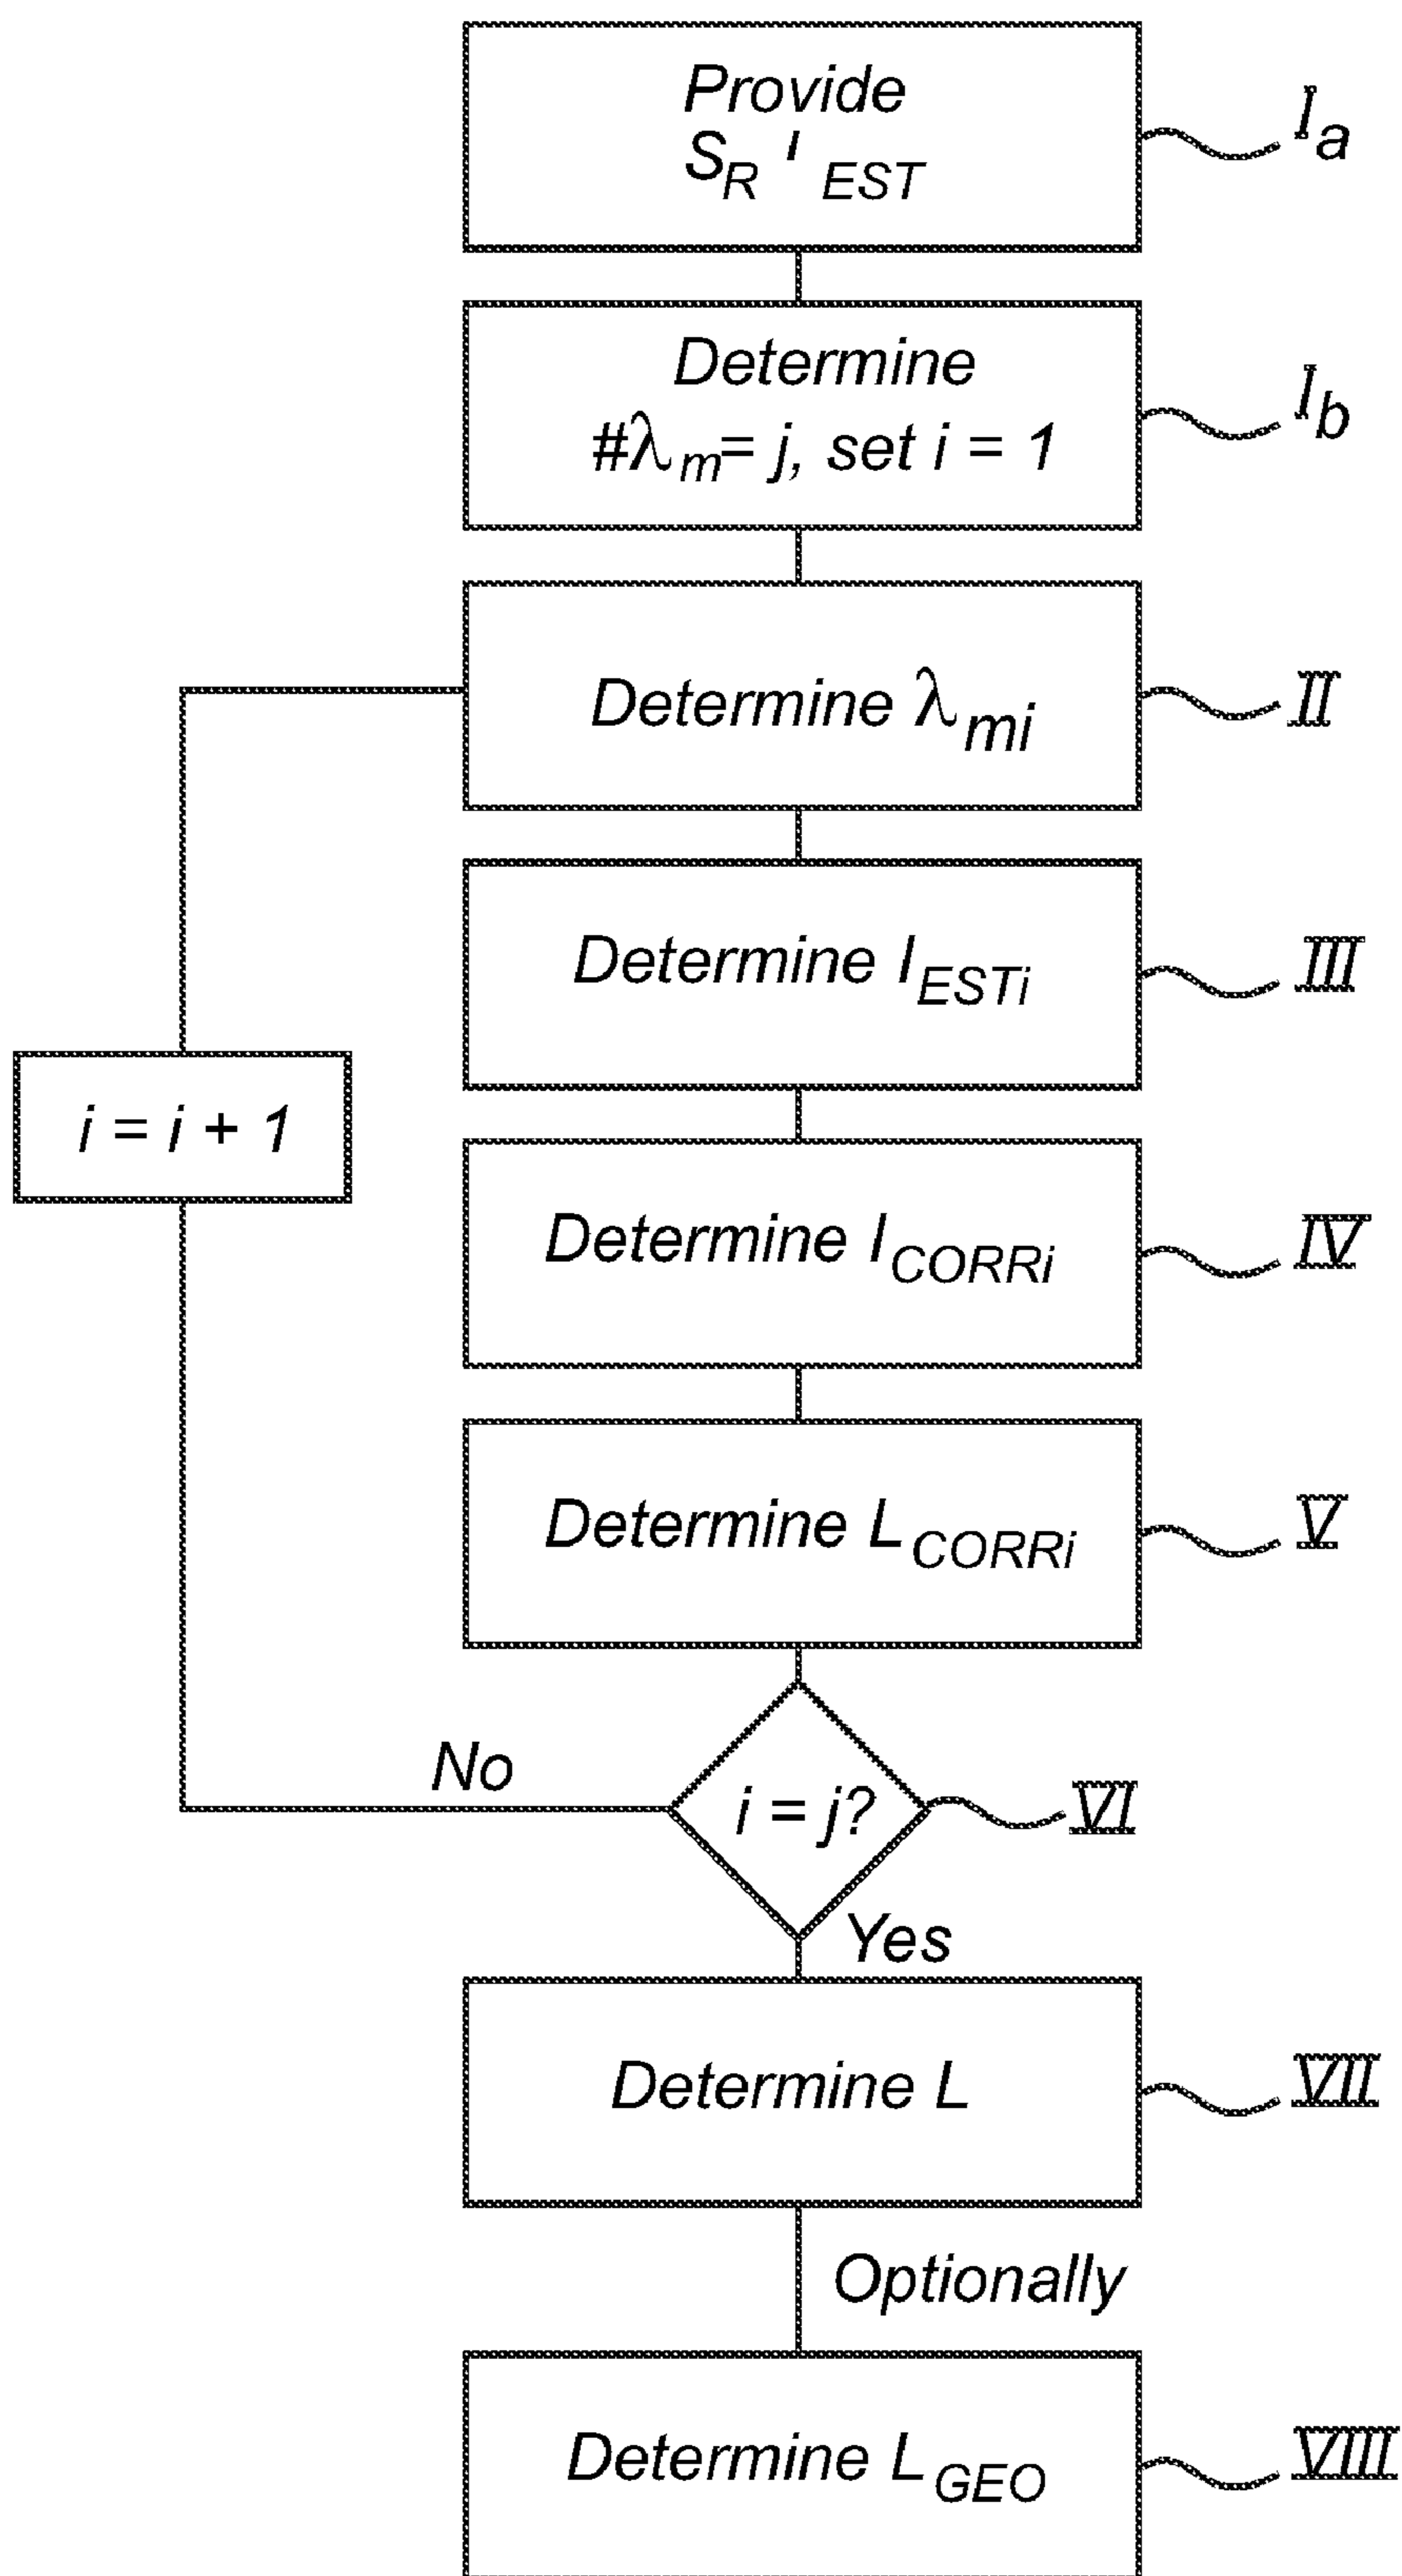 Provide
S_R ' EST
I_a
Determine
#λ_m = j, set i = 1
I_b
Determine λ_mi
II
Determine I_ESTi
III
i = i + 1
Determine I_CORRi
IV
Determine L_CORRi
V
No
i = j?
VI
Yes
Determine L
VII
Optionally
Determine L_GEO
VIII